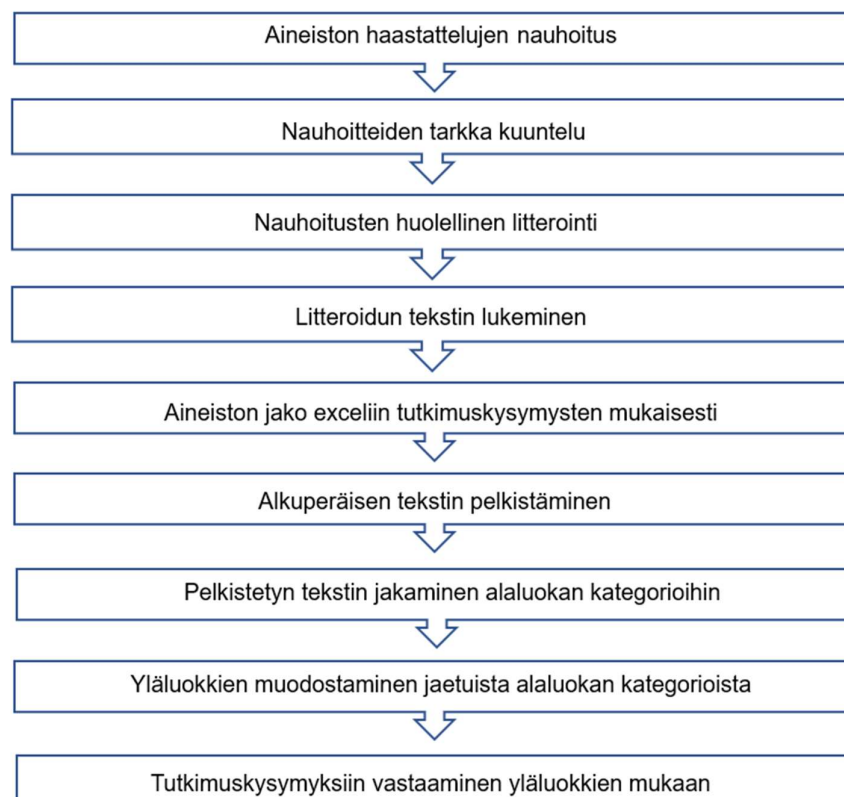 Aineiston haastattelujen nauhoitus
Nauhoitteiden tarkka kuuntelu
Nauhoitusten huolellinen litterointi
Litteroidun tekstin lukeminen
Aineiston jako exceliin tutkimuskysymysten mukaisesti
Alkuperäisen tekstin pelkistäminen
Pelkistetyn tekstin jakaminen alaluokan kategorioihin
Yläluokkien muodostaminen jaetuista alaluokan kategorioista
Tutkimuskysymyksiin vastaaminen yläluokkien mukaan